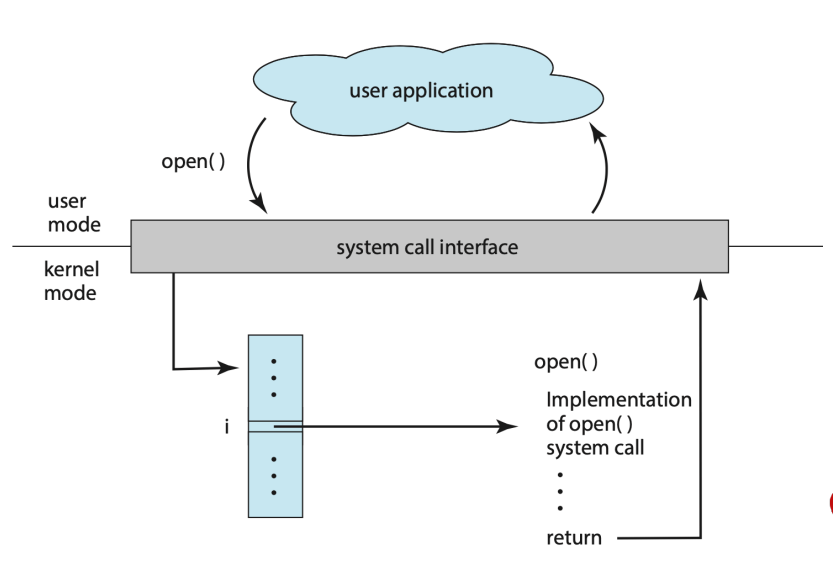 user application
open( )
user
mode
system call interface
kernel
mode
open( )
Implementation
of open( )
system call
i
return